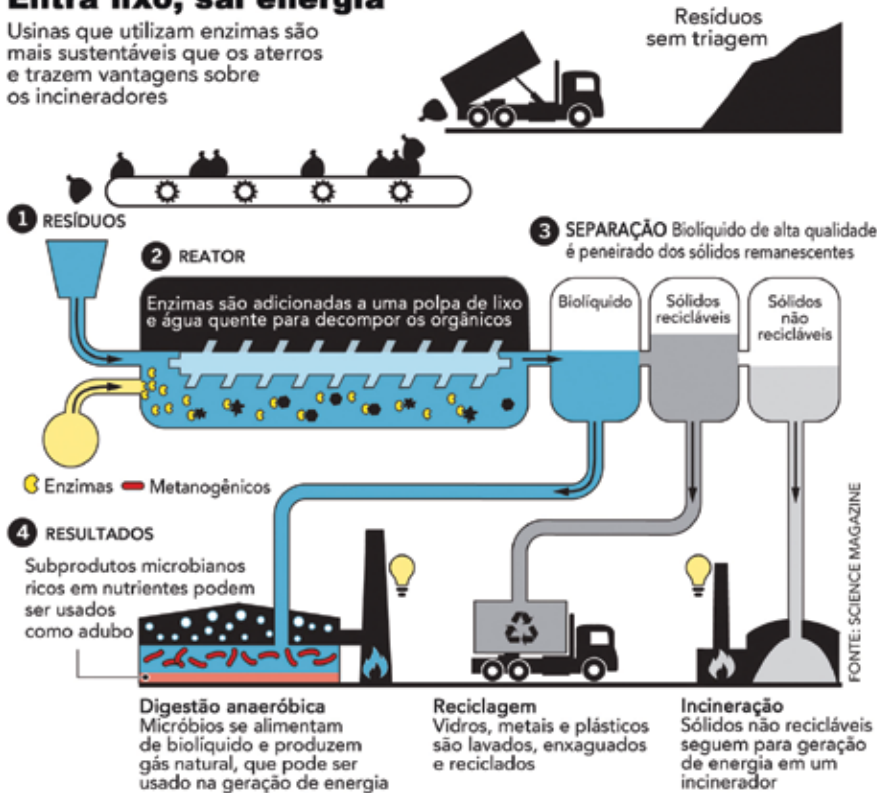 Entra lixo, sai energia
Usinas que utilizam enzimas são
mais sustentáveis que os aterros
e trazem vantagens sobre
os incineradores
Resíduos
sem triagem
1 RESÍDUOS
2 REATOR
Enzimas são adicionadas a uma polpa de lixo
e água quente para decompor os orgânicos
3 SEPARAÇÃO Biolíquido de alta qualidade
é peneirado dos sólidos remanescentes
Biolíquido
Sólidos
recicláveis
Sólidos
não
recicláveis
Enzimas
Metanogênicos
4 RESULTADOS
Subprodutos microbianos
ricos em nutrientes podem
ser usados
como adubo
Digestão anaeróbica
Micróbios se alimentam
de biolíquido e produzem
gás natural, que pode ser
usado na geração de energia
Reciclagem
Vidros, metais e plásticos
são lavados, enxaguados
e reciclados
Incineração
Sólidos não recicláveis
seguem para geração
de energia em um
incinerador
FONTE: SCIENCE MAGAZINE